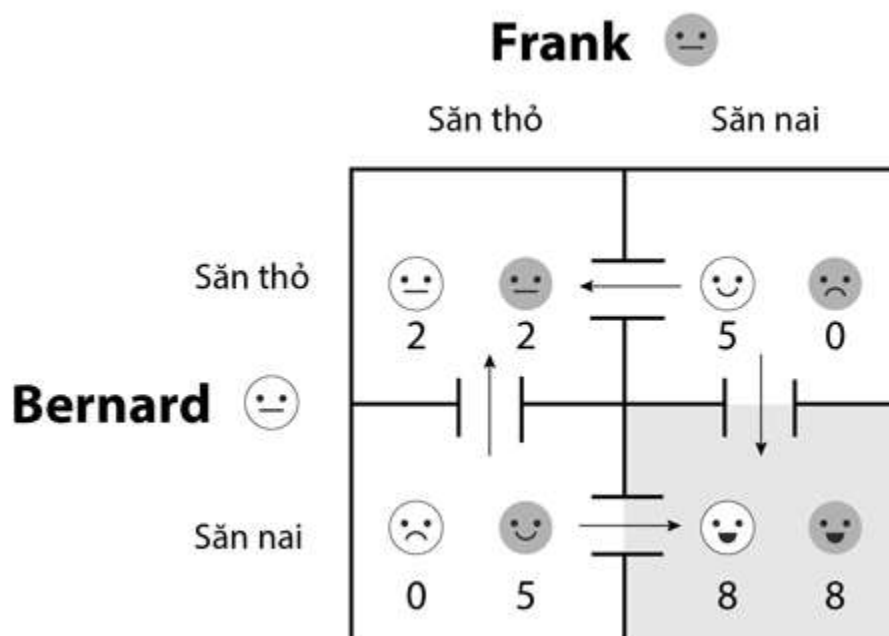 Frank
Săn thỏ Săn nai
Săn thỏ
2 2 5 0
Bernard
Săn nai
0 5 8 8